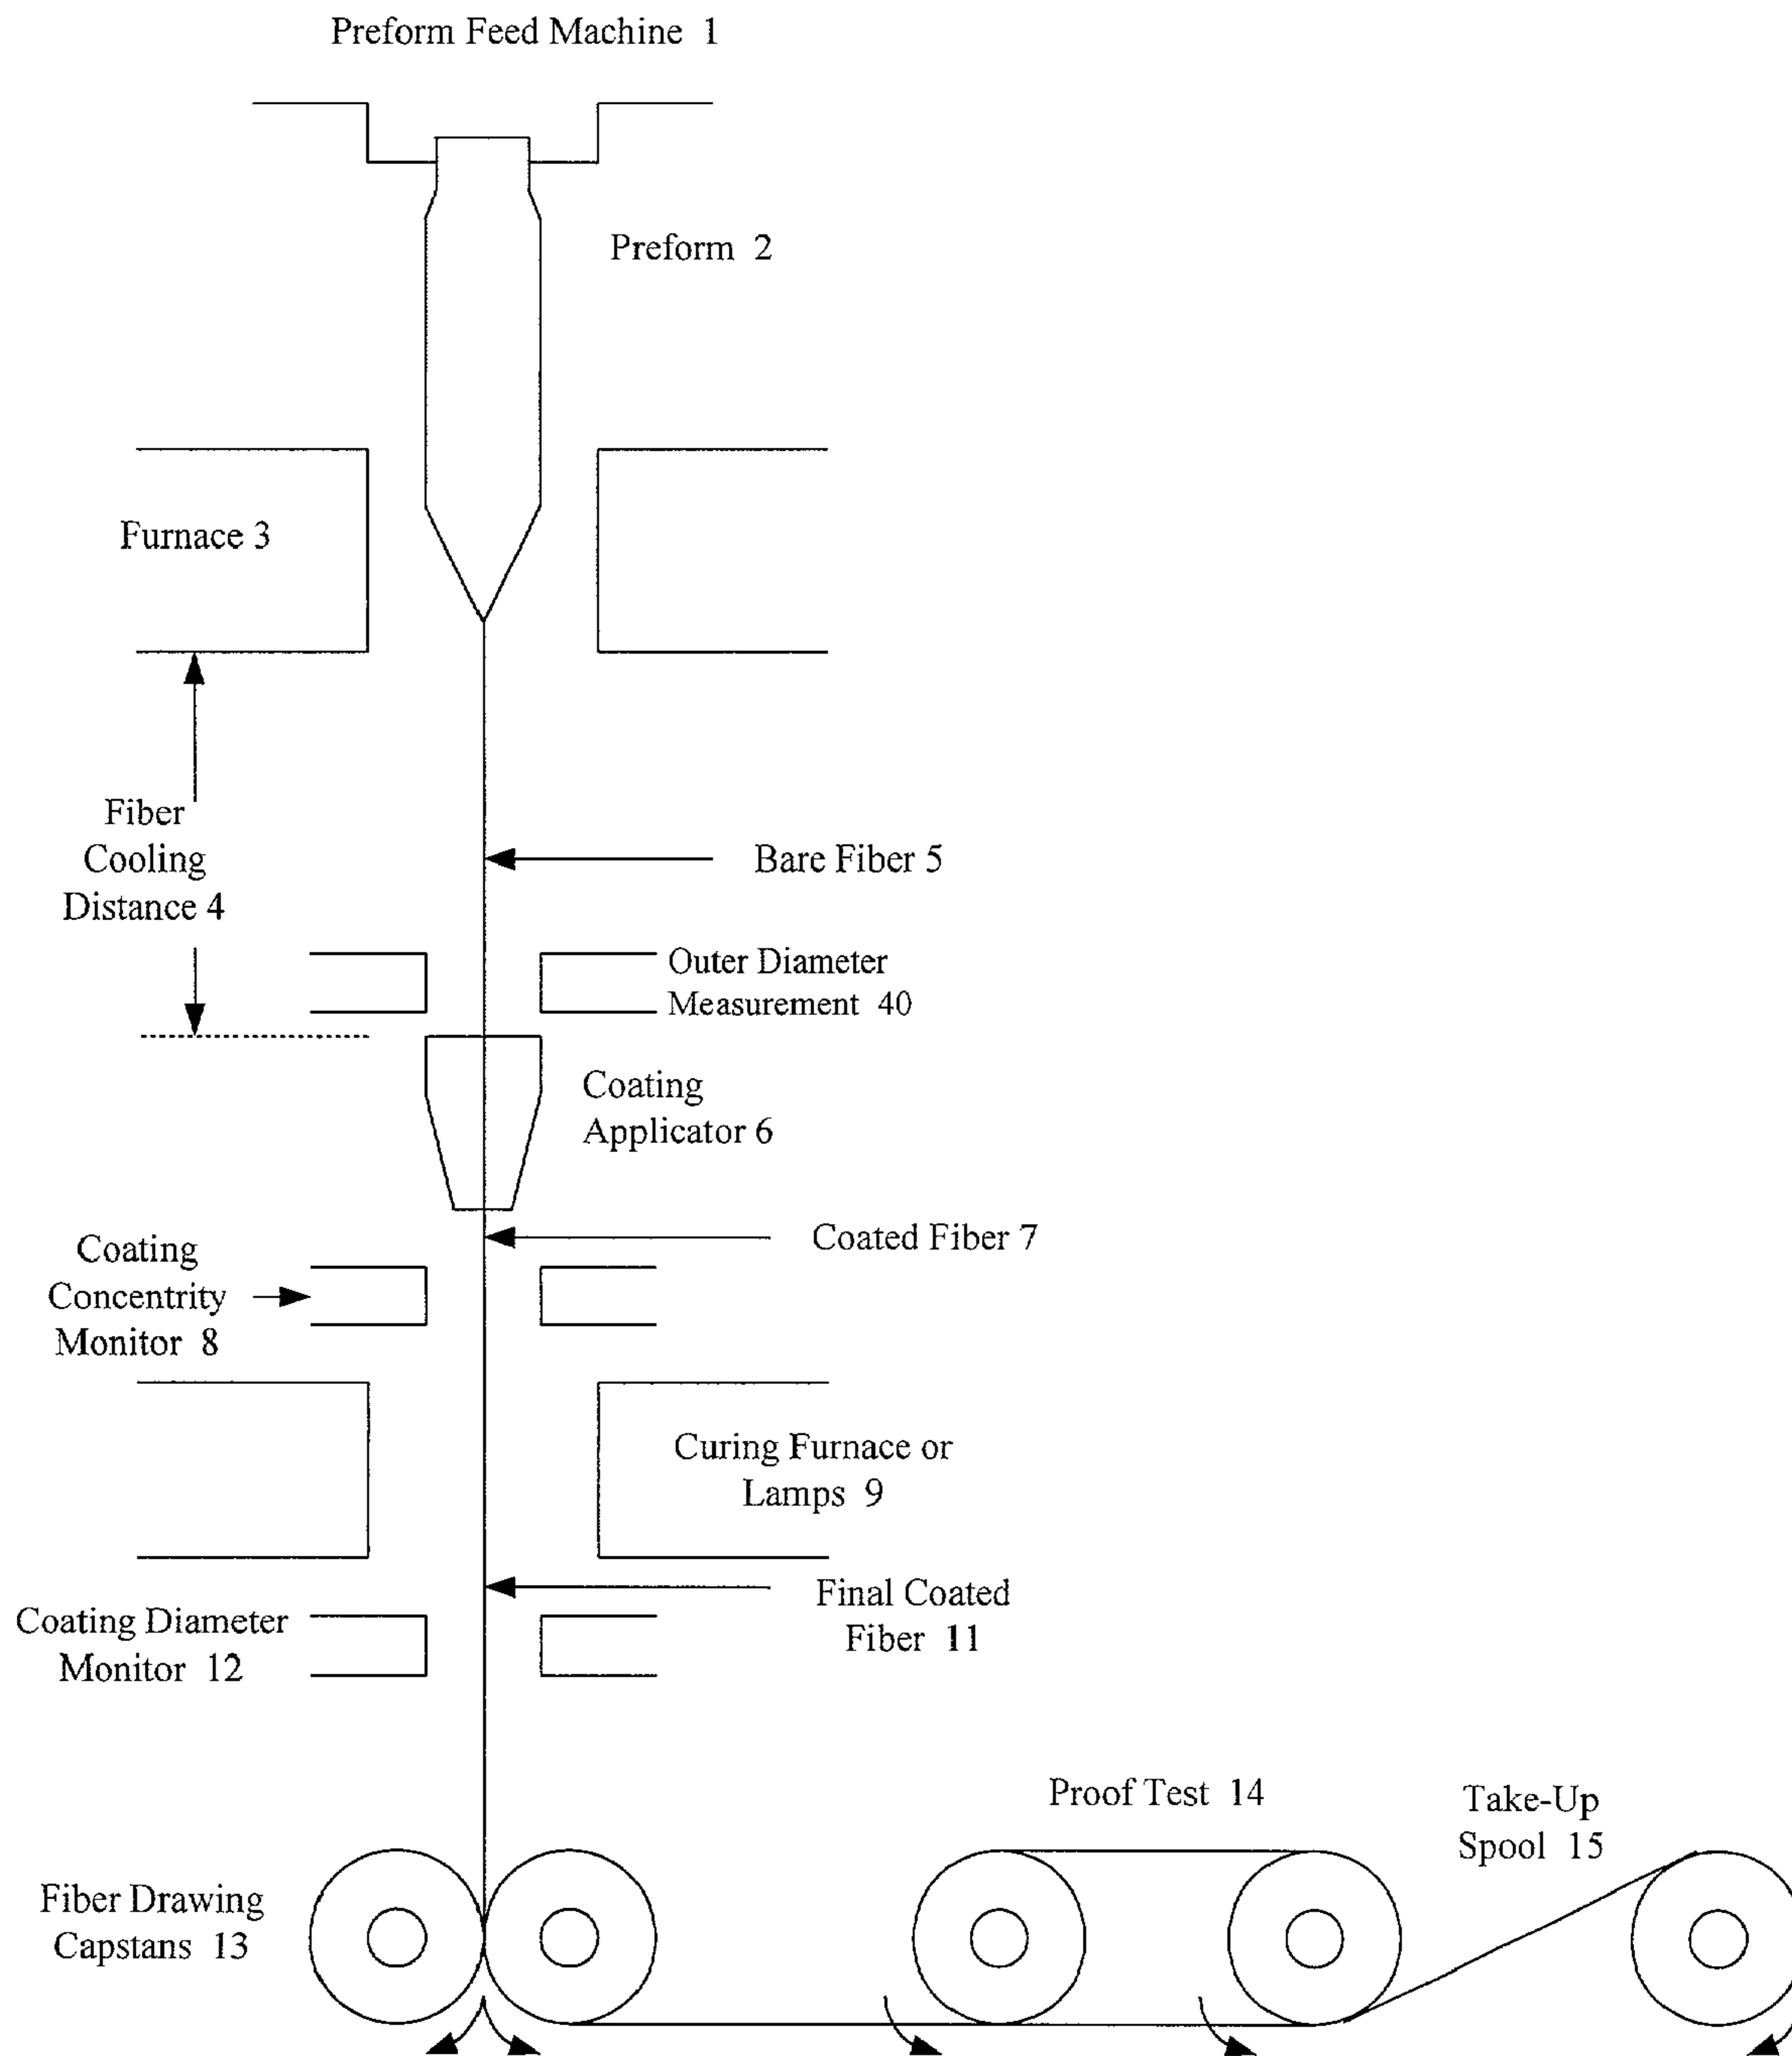 Preform Feed Machine 1
Preform 2
Furnace 3
Fiber
Cooling
Distance 4
Bare Fiber 5
Outer Diameter
Measurement 40
Coating
Applicator 6
Coated Fiber 7
Coating
Concentrity
Monitor 8
Curing Furnace or
Lamps 9
Final Coated
Fiber 11
Coating Diameter
Monitor 12
Proof Test 14
Take-Up
Spool 15
Fiber Drawing
Capstans 13